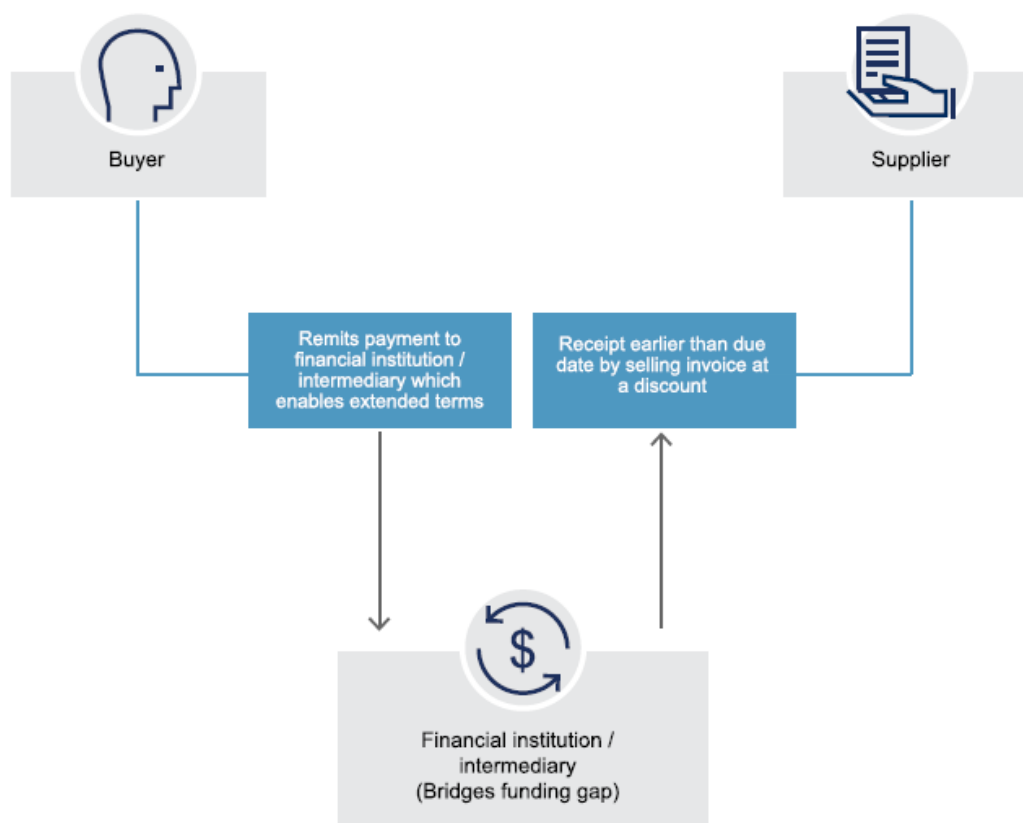 Buyer
Supplier
Remits payment to
financial institution /
intermediary which
enables extended terms
Receipt earlier than due
date by selling invoice at
a discount
$
Financial institution /
intermediary
(Bridges funding gap)